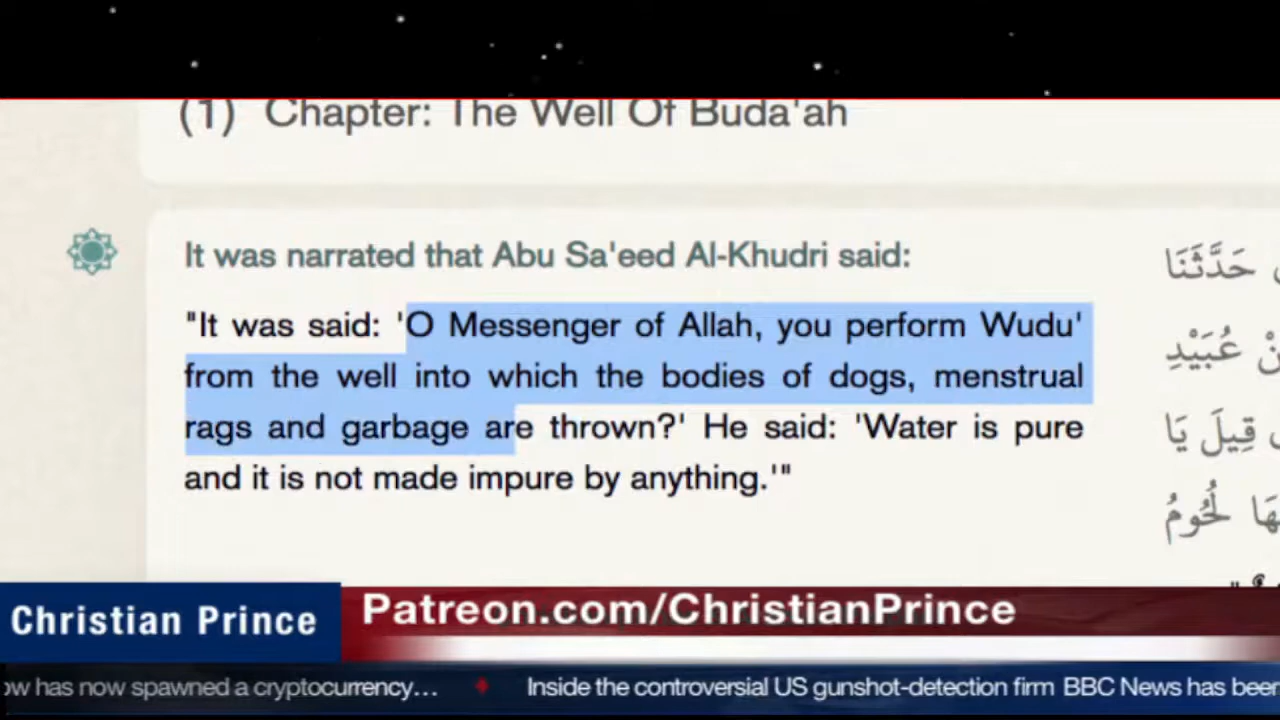 (1) Chapter: The Well Of Buda'ah
It was narrated that Abu Sa'eed Al-Khudri said:
"It was said: 'O Messenger of Allah, you perform Wudu'
from the well into which the bodies of dogs, menstrual
rags and garbage are thrown?' He said: 'Water is pure
and it is not made impure by anything.'"
حَدَّثَنَا
عُبَيْدِ
قِيلَ يَا
لُحُومُ
Christian Prince
Patreon.com/ChristianPrince
ow has now spawned a cryptocurrency... Inside the controversial US gunshot-detection firm BBC News has been